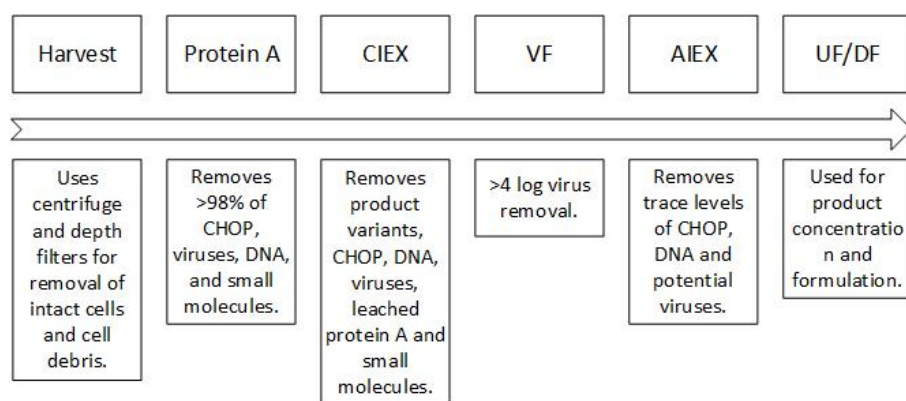 Harvest
Protein A
CIEX
VF
AIEX
UF/DF
Uses
centrifuge
and depth
filters for
removal of
intact cells
and cell
debris.
Removes
>98% of
CHOP,
viruses, DNA,
and small
molecules.
Removes
product
variants,
CHOP, DNA,
viruses,
leached
protein A and
small
molecules.
>4 log virus
removal.
Removes
trace levels
of CHOP,
DNA and
potential
viruses.
Used for
product
concentratio
n and
formulation.